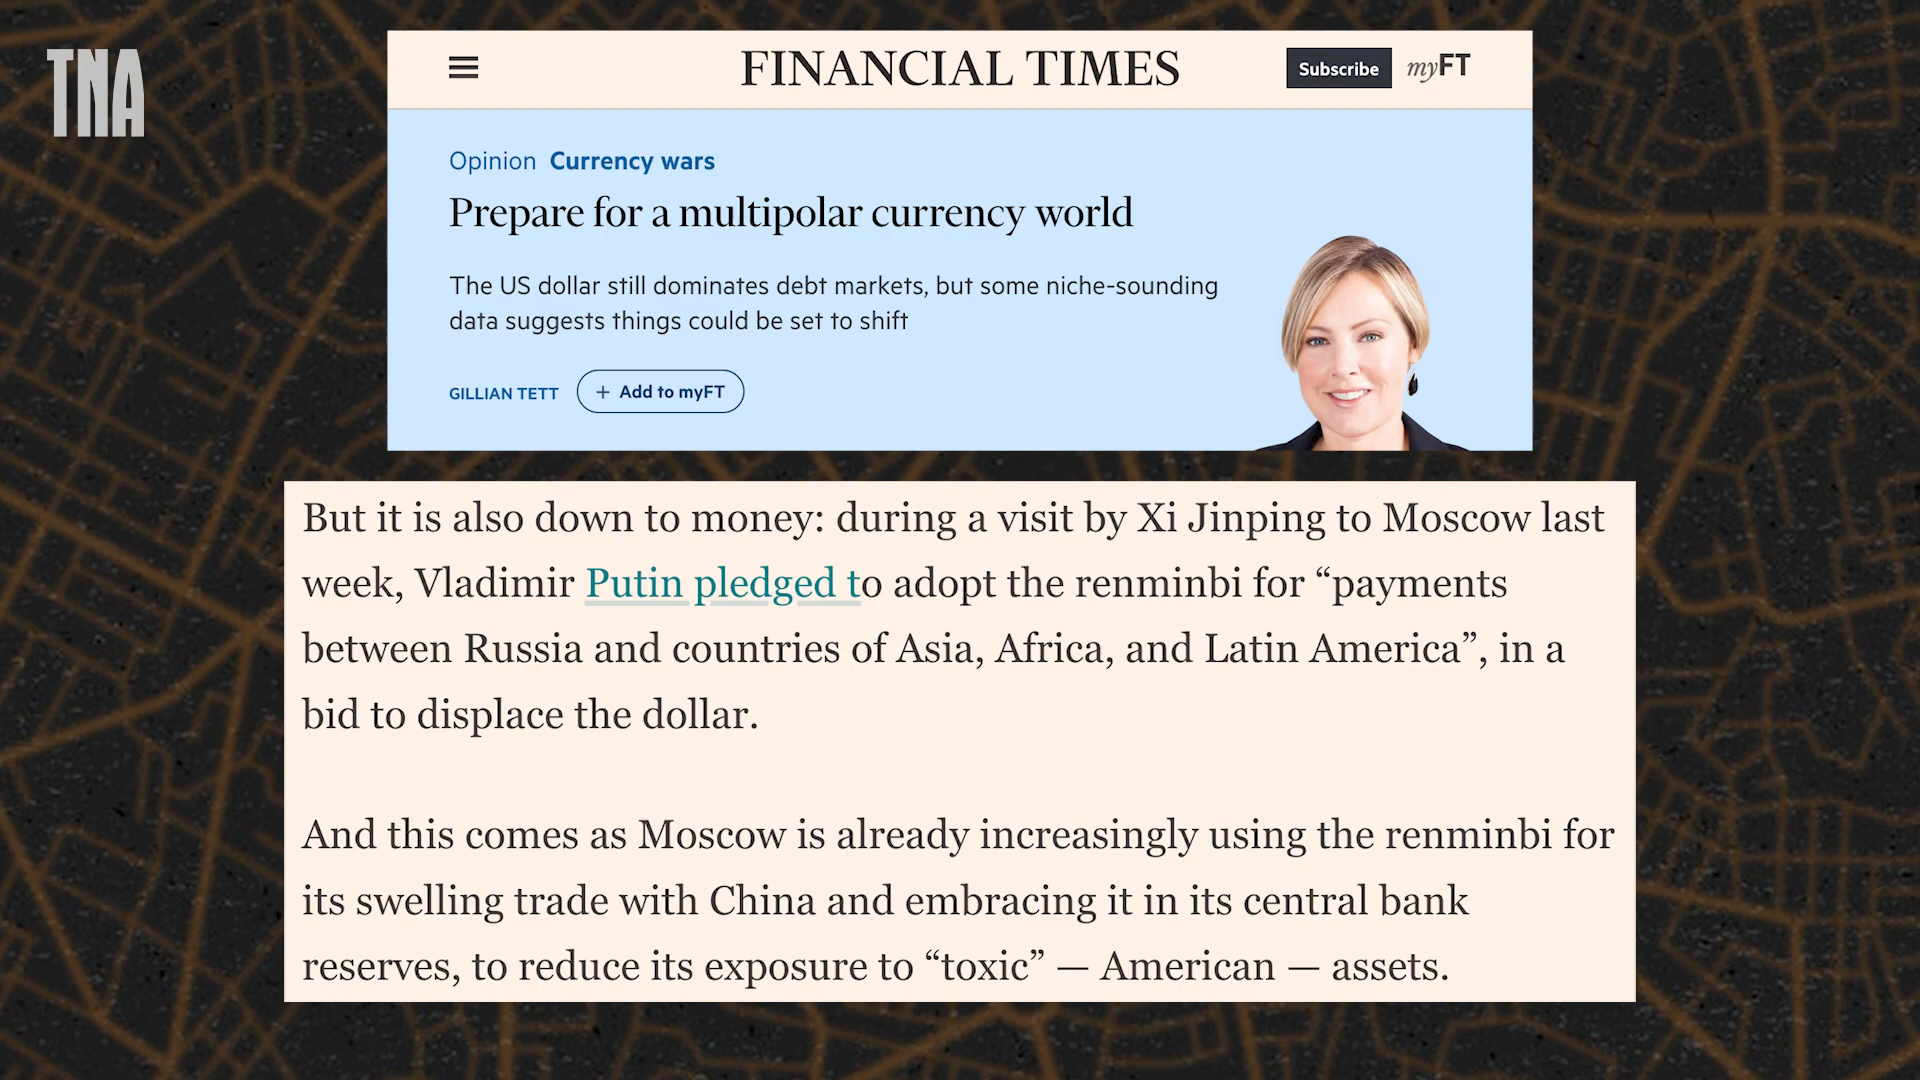 TNA
FINANCIAL TIMES
Subscribe
myFT
Opinion Currency wars
Prepare for a multipolar currency world
The US dollar still dominates debt markets, but some niche-sounding
data suggests things could be set to shift
GILLIAN TETT
+ Add to myFT
But it is also down to money: during a visit by Xi Jinping to Moscow last
week, Vladimir Putin pledged to adopt the renminbi for “payments
between Russia and countries of Asia, Africa, and Latin America”, in a
bid to displace the dollar.
And this comes as Moscow is already increasingly using the renminbi for
its swelling trade with China and embracing it in its central bank
reserves, to reduce its exposure to “toxic” — American — assets.